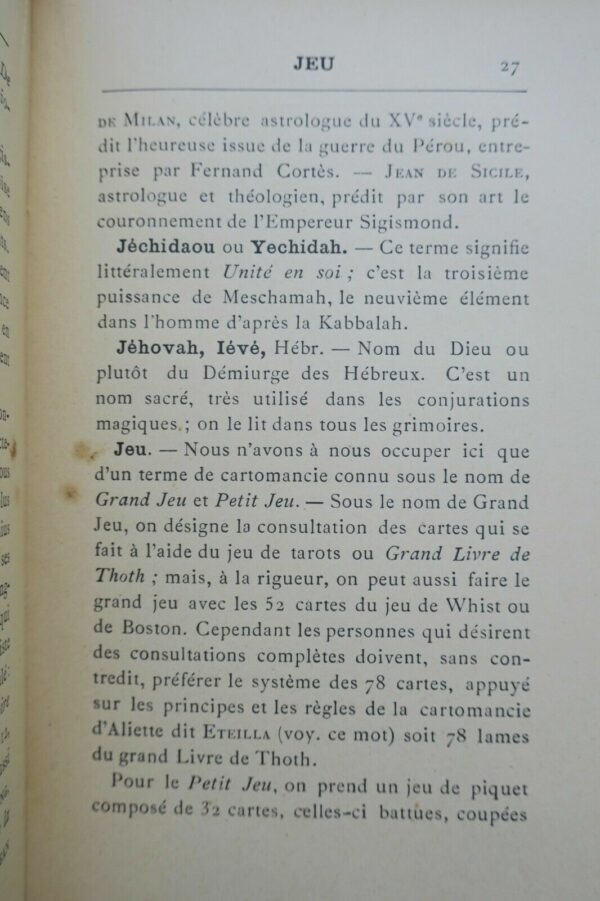 JEU 27
DE MILAN, célèbre astrologue du XVe siècle, pré-
dit l'heureuse issue de la guerre du Pérou, entre-
prise par Fernand Cortès. — JEAN DE SICILE,
astrologue et théologien, prédit par son art le
couronnement de l'Empereur Sigismond.
Jéchidaou ou Yechidah. — Ce terme signifie
littéralement Unité en soi ; c'est la troisième
puissance de Meschamah, le neuvième élément
dans l'homme d'après la Kabbalah.
Jéhovah, Iévé, Hébr. — Nom du Dieu ou
plutôt du Démiurge des Hébreux. C'est un
nom sacré, très utilisé dans les conjurations
magiques ; on le lit dans tous les grimoires.
Jeu. — Nous n'avons à nous occuper ici que
d'un terme de cartomancie connu sous le nom de
Grand Jeu et Petit Jeu. — Sous le nom de Grand
Jeu, on désigne la consultation des cartes qui se
fait à l'aide du jeu de tarots ou Grand Livre de
Thoth ; mais, à la rigueur, on peut aussi faire le
grand jeu avec les 52 cartes du jeu de Whist ou
de Boston. Cependant les personnes qui désirent
des consultations complètes doivent, sans con-
tredit, préférer le système des 78 cartes, appuyé
sur les principes et les règles de la cartomancie
d'Aliette dit ETEILLA (voy. ce mot) soit 78 lames
du grand Livre de Thoth.
Pour le Petit Jeu, on prend un jeu de piquet
composé de 32 cartes, celles-ci battues, coupées